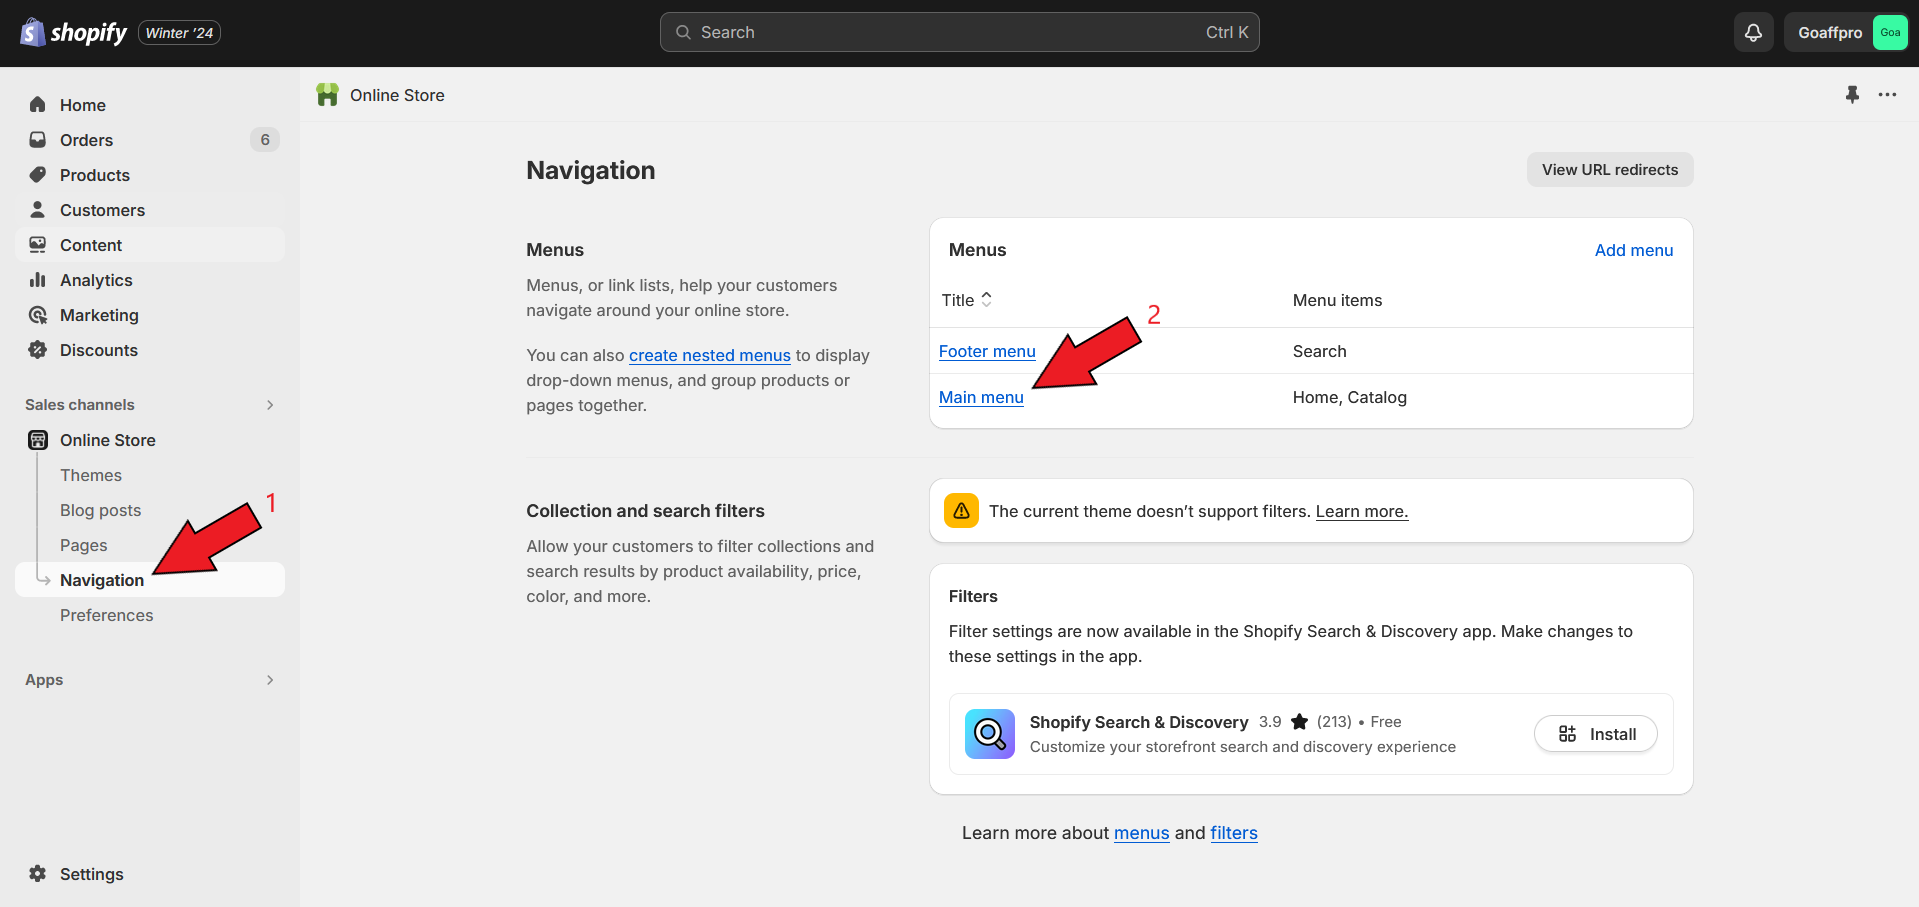 shopify Winter '24
Search Ctrl K
Goaffpro Goa
Home
Orders 6
Products
Customers
Content
Analytics
Marketing
Discounts
Sales channels
Online Store
Themes
Blog posts
1
Pages
Navigation
Preferences
Apps
Settings
Online Store
Navigation
View URL redirects
Menus
Menus, or link lists, help your customers
navigate around your online store.
You can also create nested menus to display
drop-down menus, and group products or
pages together.
Menus Add menu
Title Menu items
2
Footer menu Search
Main menu Home, Catalog
Collection and search filters
Allow your customers to filter collections and
search results by product availability, price,
color, and more.
The current theme doesn’t support filters. Learn more.
Filters
Filter settings are now available in the Shopify Search & Discovery app. Make changes to
these settings in the app.
Shopify Search & Discovery 3.9 ★ (213) • Free
Customize your storefront search and discovery experience
Install
Learn more about menus and filters